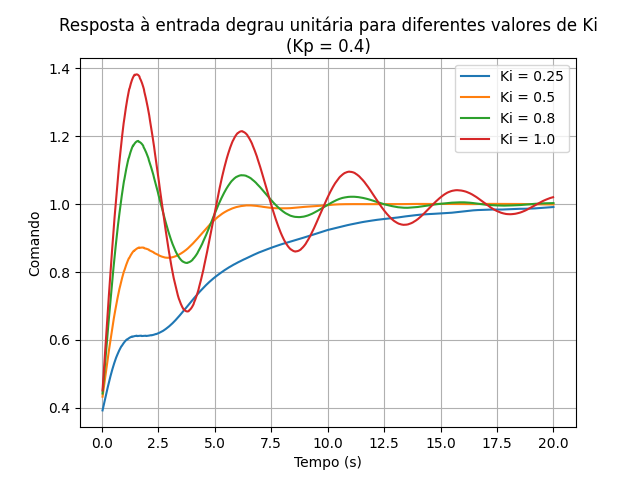 Resposta à entrada degrau unitária para diferentes valores de Ki
(Kp = 0.4)
Ki = 0.25
Ki = 0.5
Ki = 0.8
Ki = 1.0
Comando
1.4
1.2
1.0
0.8
0.6
0.4
0.0 2.5 5.0 7.5 10.0 12.5 15.0 17.5 20.0
Tempo (s)